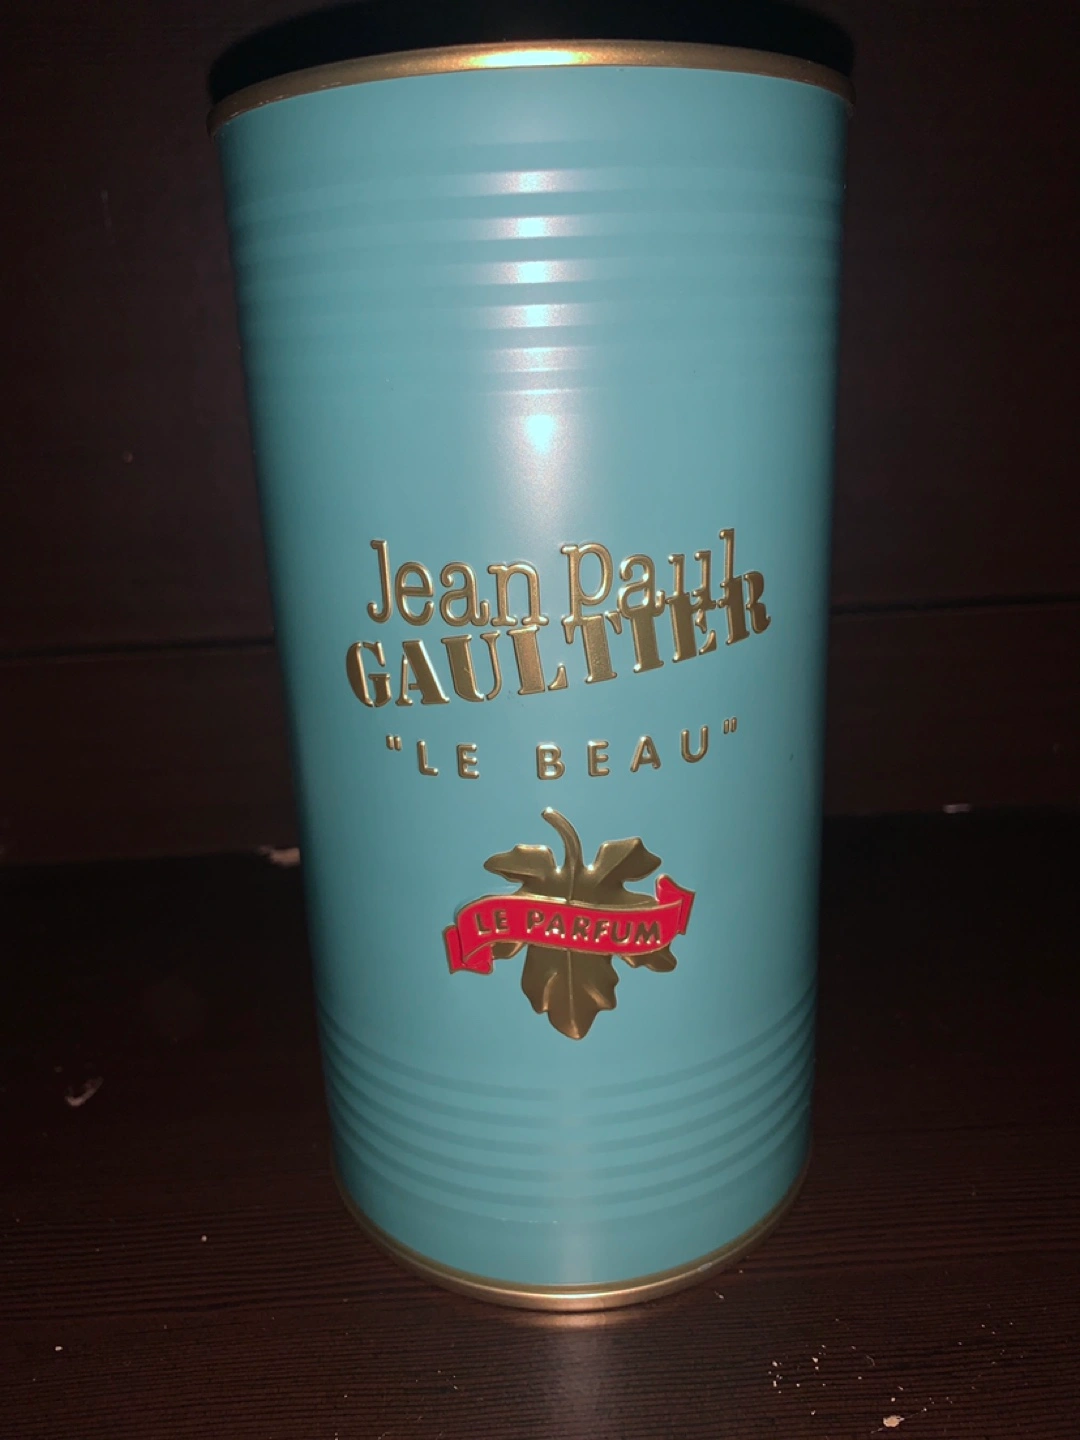 Jean Paul
GAULTIER
"LE BEAU"
LE PARFUM